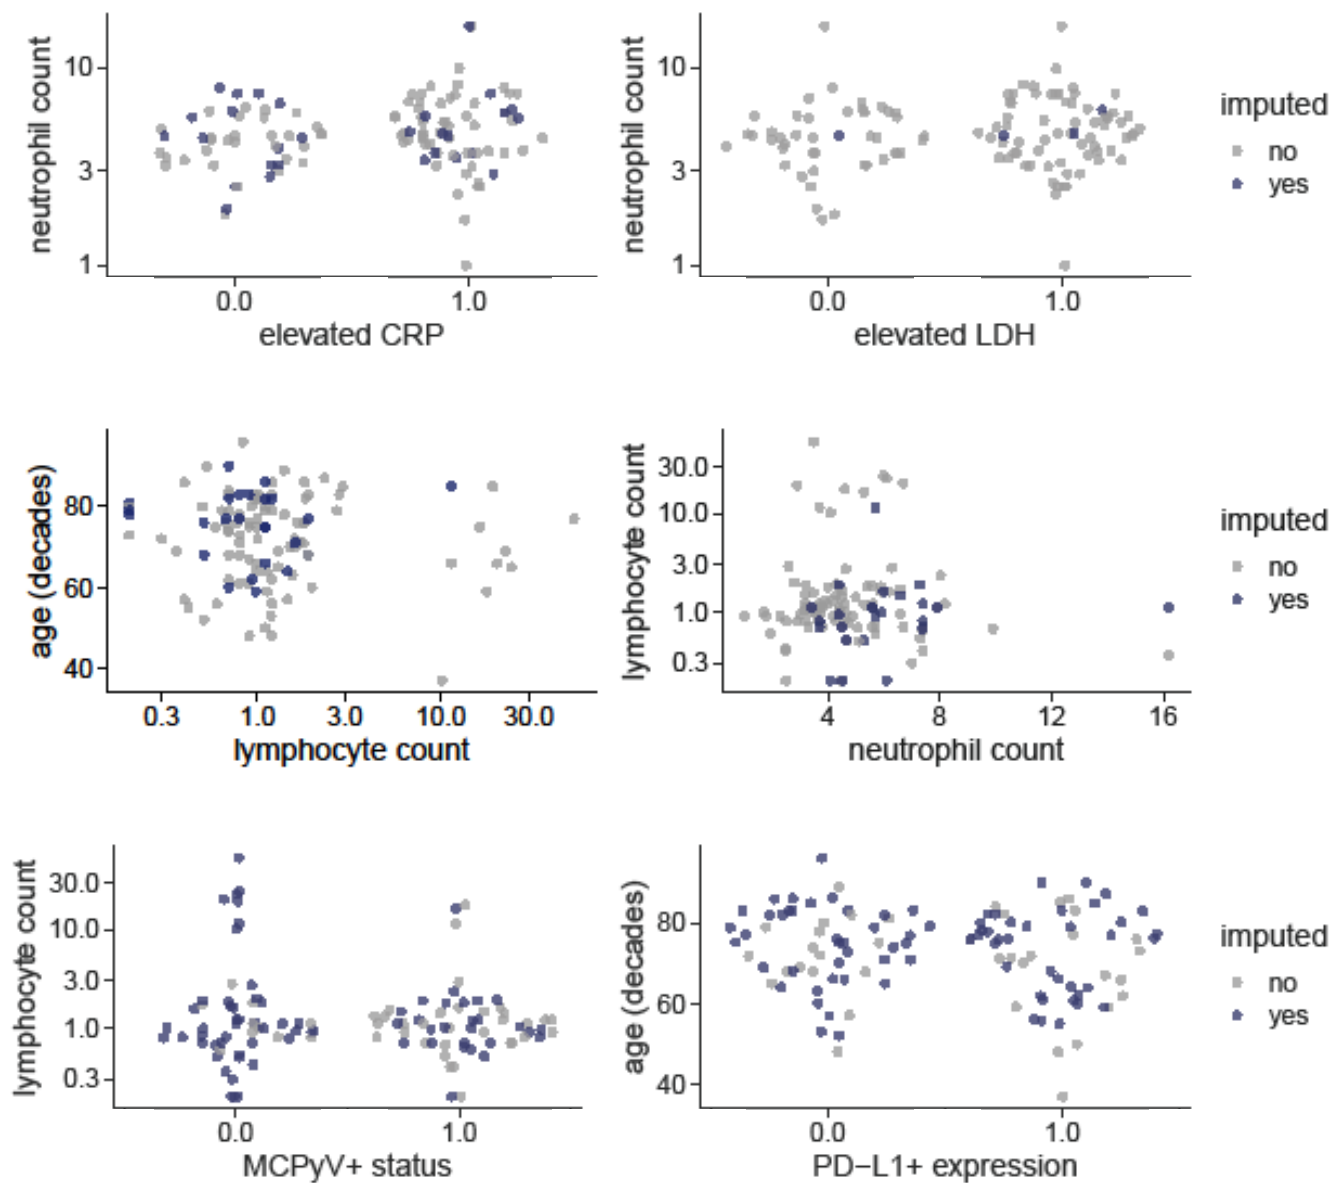 neutrophil count
10
3
1
0.0 1.0
elevated CRP
neutrophil count
10
3
1
0.0 1.0
elevated LDH
imputed
no
yes
age (decades)
80
60
40
0.3 1.0 3.0 10.0 30.0
lymphocyte count
lymphocyte count
30.0
10.0
3.0
1.0
0.3
4 8 12 16
neutrophil count
imputed
no
yes
lymphocyte count
30.0
10.0
3.0
1.0
0.3
0.0 1.0
MCPyV+ status
age (decades)
80
60
40
0.0 1.0
PD−L1+ expression
imputed
no
yes